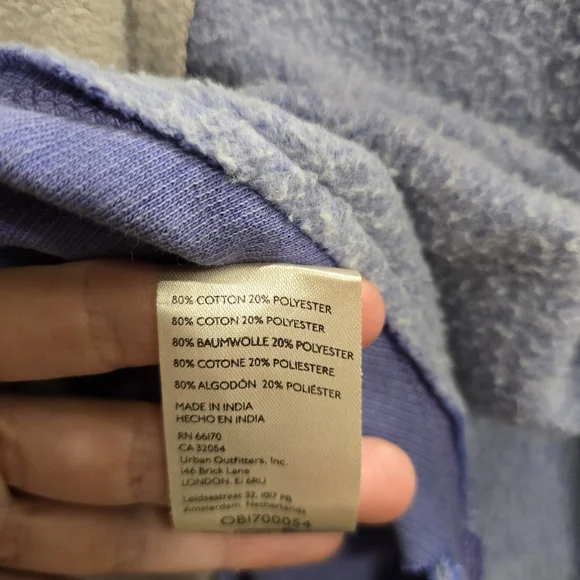 80% COTTON 20% POLYESTER
80% COTON 20% POLYESTER
80% BAUMWOLLE 20% POLYESTER
80% COTONE 20% POLIESTERE
80% ALGODÓN 20% POLIÉSTER
MADE IN INDIA
HECHO EN INDIA
RN 66170
CA 32054
Urban Outfitters, Inc.
146 Brick Lane
LONDON, E1 6RU
Leidsestraat 32, 1017 PB
Amsterdam, Netherlands
OB1700054